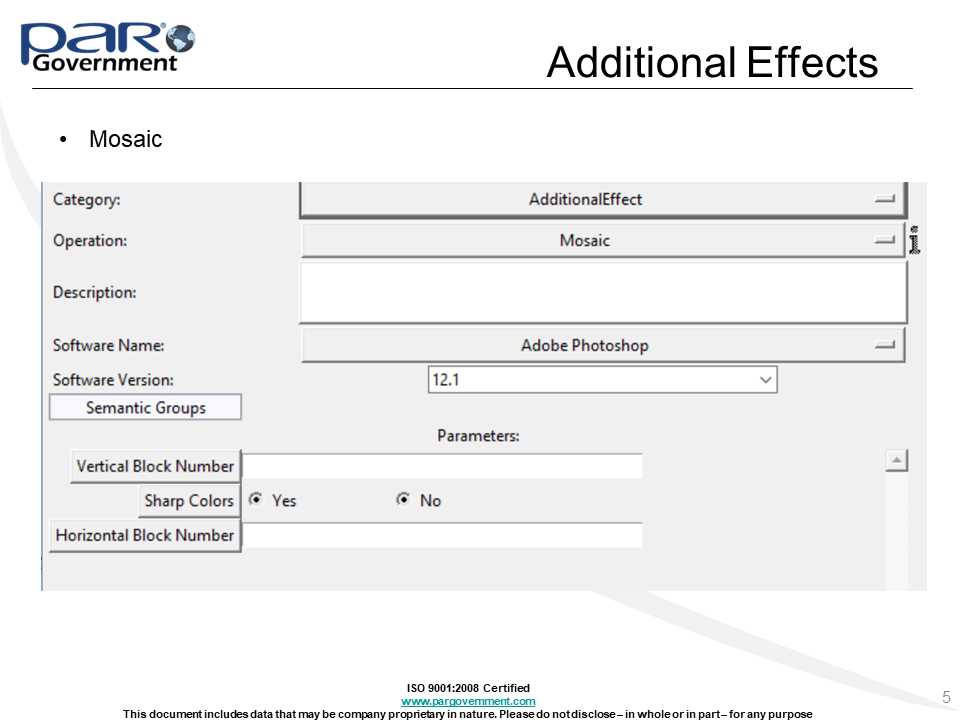 PAR Government
Additional Effects
• Mosaic
Category: AdditionalEffect
Operation: Mosaic
Description:
Software Name: Adobe Photoshop
Software Version: 12.1
Semantic Groups
Parameters:
Vertical Block Number
Sharp Colors Yes No
Horizontal Block Number
ISO 9001:2008 Certified
www.pargovernment.com
This document includes data that may be company proprietary in nature. Please do not disclose – in whole or in part – for any purpose
5